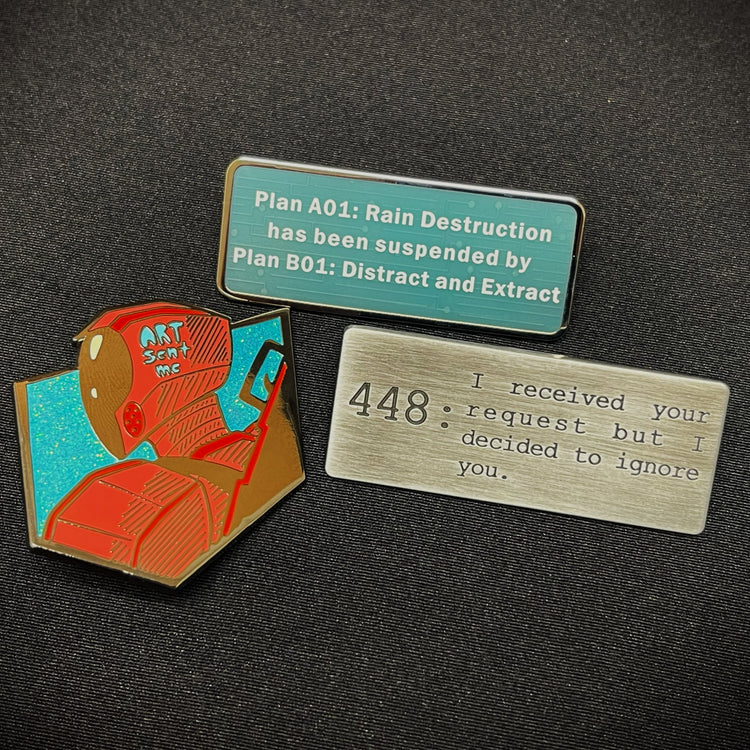 Plan A01: Rain Destruction
has been suspended by
Plan B01: Distract and Extract
ART
Sent
me
448:
I received your
request but I
decided to ignore
you.